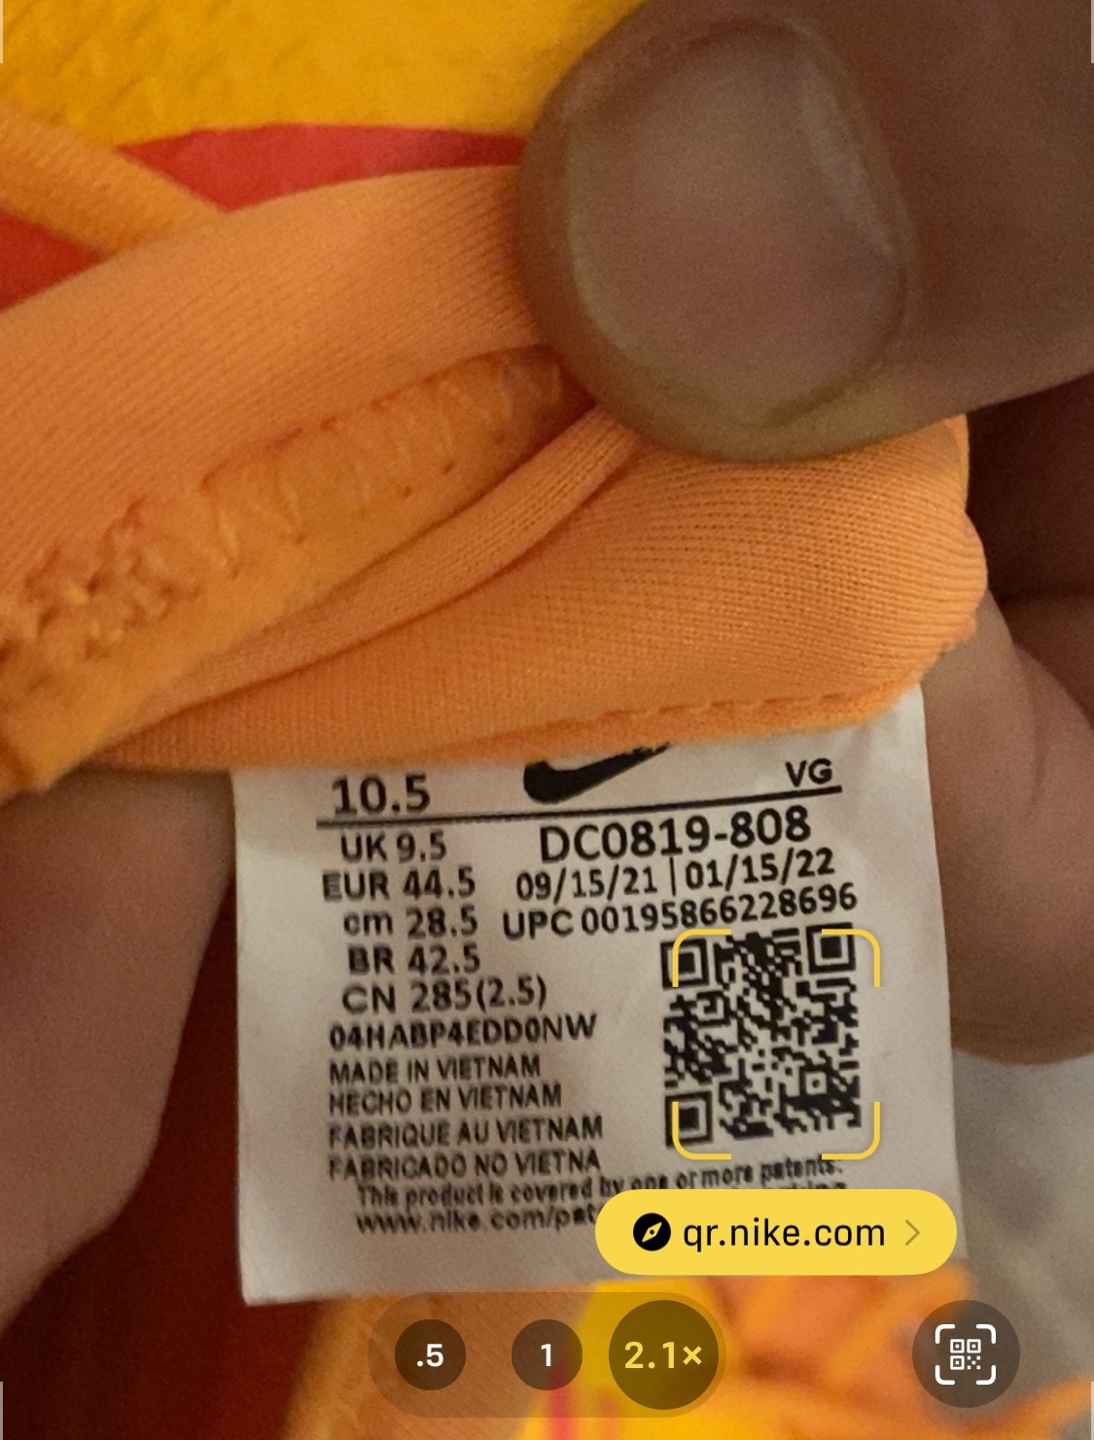 10.5
VG
UK 9.5
DC0819-808
EUR 44.5
09/15/21 | 01/15/22
cm 28.5
UPC 00195866228696
BR 42.5
CN 285(2.5)
04HABP4EDD0NW
MADE IN VIETNAM
HECHO EN VIETNAM
FABRIQUE AU VIETNAM
FABRICADO NO VIETNA
This product is covered by one or more patents.
www.nike.com/pat
qr.nike.com
.5
1
2.1×